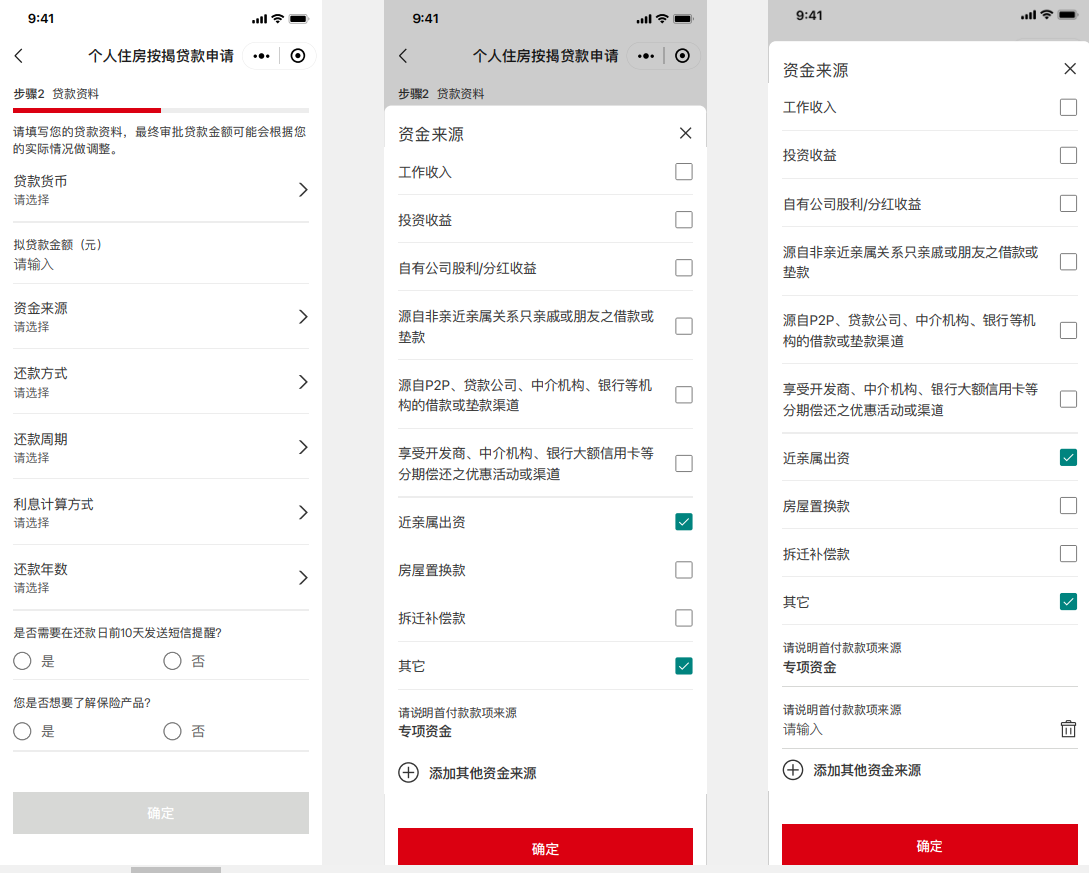 9:41
个人住房按揭贷款申请
步骤2 贷款资料
请填写您的贷款资料，最终审批贷款金额可能会根据您
的实际情况做调整。
贷款货币
请选择
拟贷款金额（元）
请输入
资金来源
请选择
还款方式
请选择
还款周期
请选择
利息计算方式
请选择
还款年数
请选择
是否需要在还款日前10天发送短信提醒?
是 否
您是否想要了解保险产品?
是 否
确定
9:41
个人住房按揭贷款申请
步骤2 贷款资料
资金来源
工作收入
投资收益
自有公司股利/分红收益
源自非亲近亲属关系只亲戚或朋友之借款或
垫款
源自P2P、贷款公司、中介机构、银行等机
构的借款或垫款渠道
享受开发商、中介机构、银行大额信用卡等
分期偿还之优惠活动或渠道
近亲属出资
房屋置换款
拆迁补偿款
其它
请说明首付款款项来源
专项资金
添加其他资金来源
确定
9:41
资金来源
工作收入
投资收益
自有公司股利/分红收益
源自非亲近亲属关系只亲戚或朋友之借款或
垫款
源自P2P、贷款公司、中介机构、银行等机
构的借款或垫款渠道
享受开发商、中介机构、银行大额信用卡等
分期偿还之优惠活动或渠道
近亲属出资
房屋置换款
拆迁补偿款
其它
请说明首付款款项来源
专项资金
请说明首付款款项来源
请输入
添加其他资金来源
确定